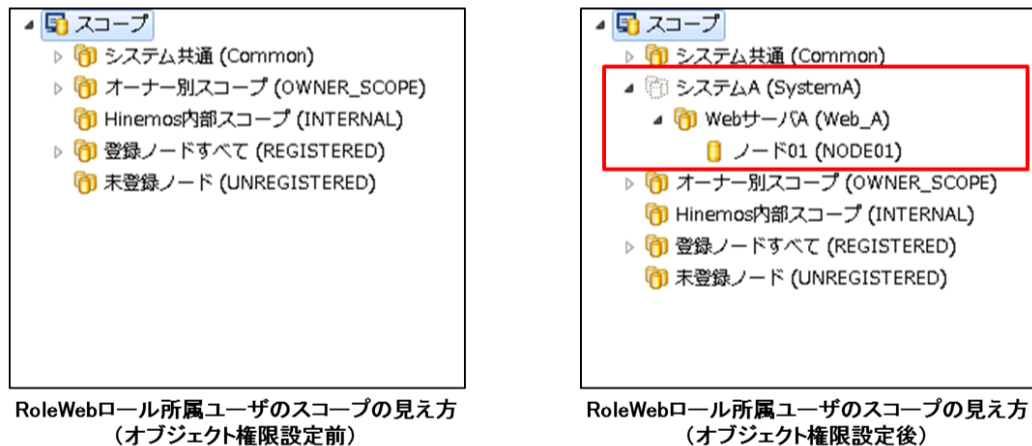 スコープ
システム共通 (Common)
オーナー別スコープ (OWNER_SCOPE)
Hinemos内部スコープ (INTERNAL)
登録ノードすべて (REGISTERED)
未登録ノード (UNREGISTERED)
RoleWebロール所属ユーザのスコープの見え方
（オブジェクト権限設定前）
スコープ
システム共通 (Common)
システムA (SystemA)
WebサーバA (Web_A)
ノード01 (NODE01)
オーナー別スコープ (OWNER_SCOPE)
Hinemos内部スコープ (INTERNAL)
登録ノードすべて (REGISTERED)
未登録ノード (UNREGISTERED)
RoleWebロール所属ユーザのスコープの見え方
（オブジェクト権限設定後）